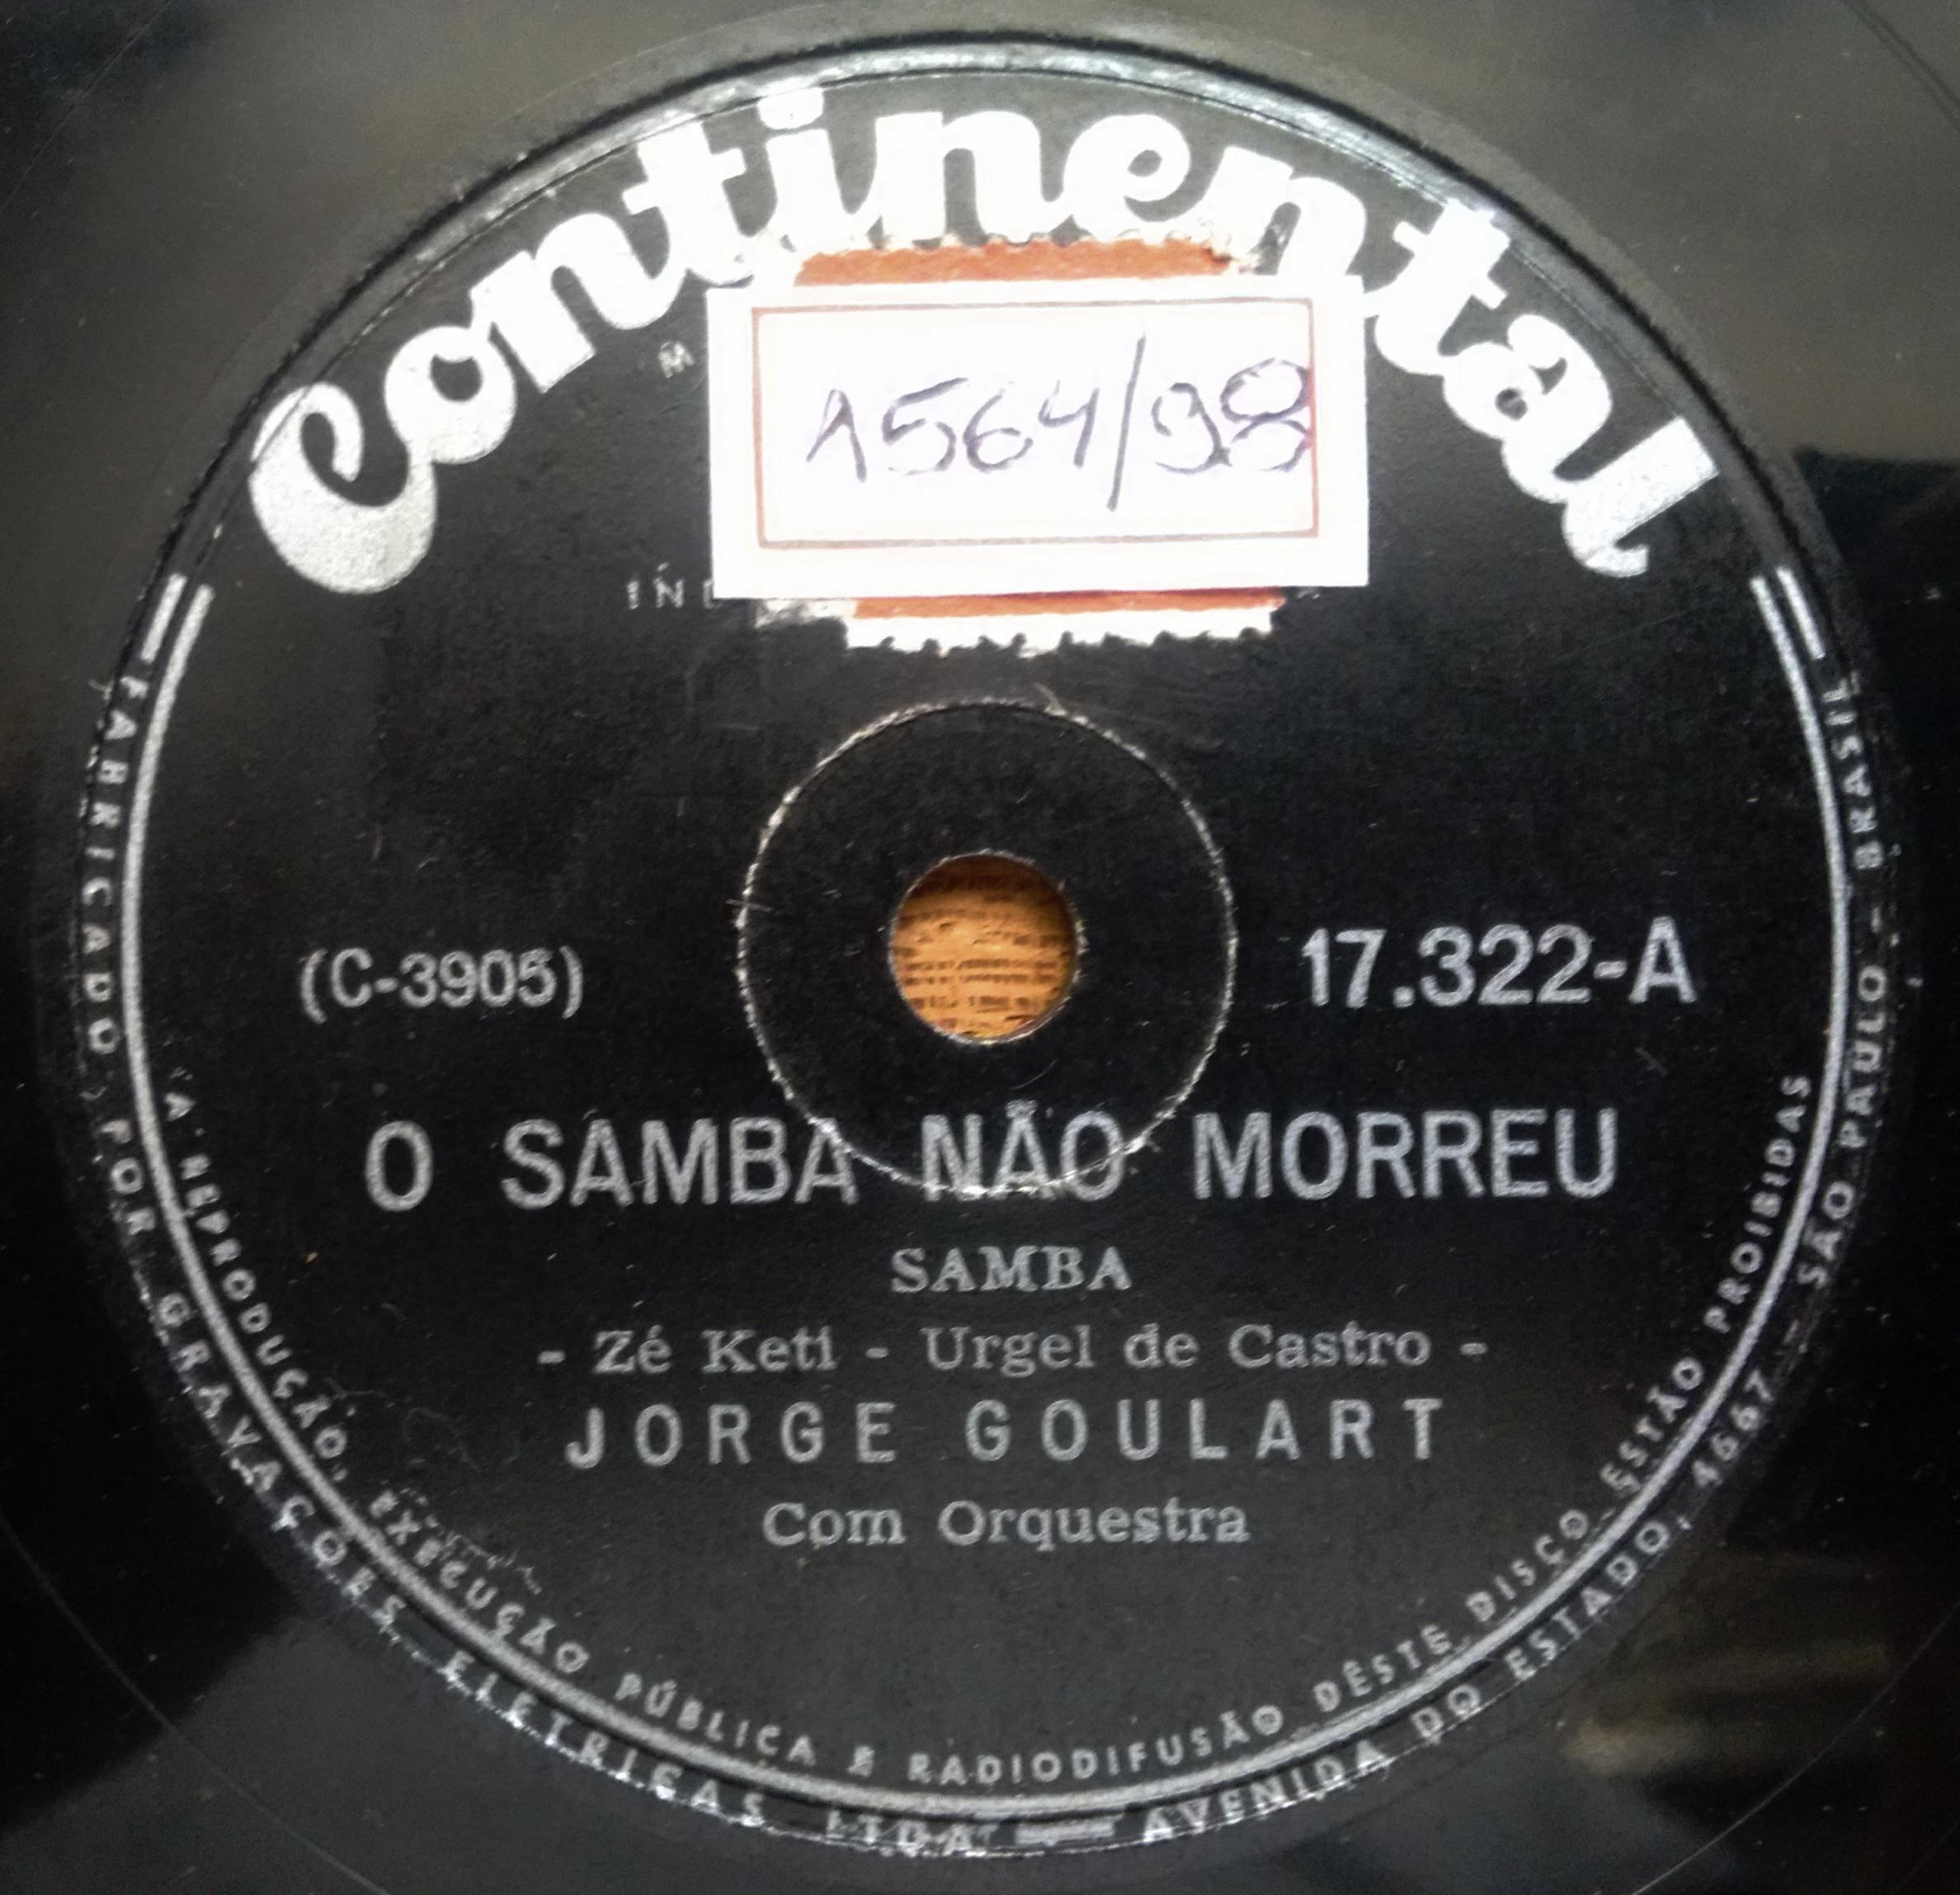 Continental
M
1564/98
IND
(C-3905)
17.322-A
O SAMBA NÃO MORREU
SAMBA
- Zé Keti - Urgel de Castro -
JORGE GOULART
Com Orquestra
A REPRODUÇÃO, EXECUÇÃO PÚBLICA E RADIODIFUSÃO DÊSTE DISCO ESTÃO PROIBIDAS
FABRICADO POR GRAVAÇÕES ELETRICAS LTDA — AVENIDA DO ESTADO, 4667 — SÃO PAULO - BRASIL